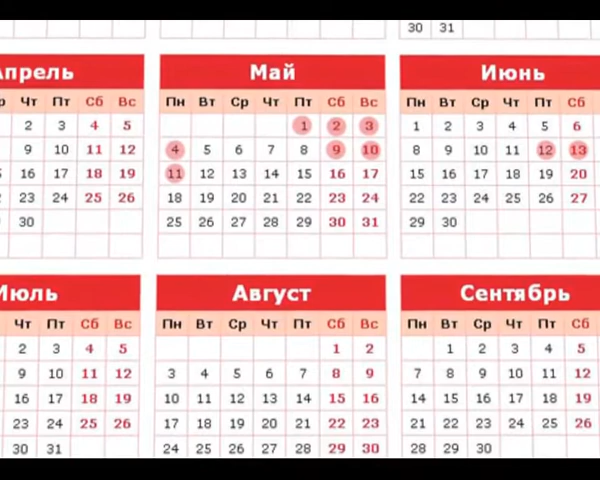 30 31
Апрель
Чт Пт Сб Вс
2 3 4 5
9 10 11 12
16 17 18 19
23 24 25 26
30
Май
Пн Вт Ср Чт Пт Сб Вс
1 2 3
4 5 6 7 8 9 10
11 12 13 14 15 16 17
18 19 20 21 22 23 24
25 26 27 28 29 30 31
Июнь
Пн Вт Ср Чт Пт Сб
1 2 3 4 5 6
8 9 10 11 12 13
15 16 17 18 19 20
22 23 24 25 26 27
29 30
Июль
Чт Пт Сб Вс
2 3 4 5
9 10 11 12
16 17 18 19
23 24 25 26
30 31
Август
Пн Вт Ср Чт Пт Сб Вс
1 2
3 4 5 6 7 8 9
10 11 12 13 14 15 16
17 18 19 20 21 22 23
24 25 26 27 28 29 30
Сентябрь
Пн Вт Ср Чт Пт Сб
1 2 3 4 5
7 8 9 10 11 12
14 15 16 17 18 19
21 22 23 24 25 26
28 29 30